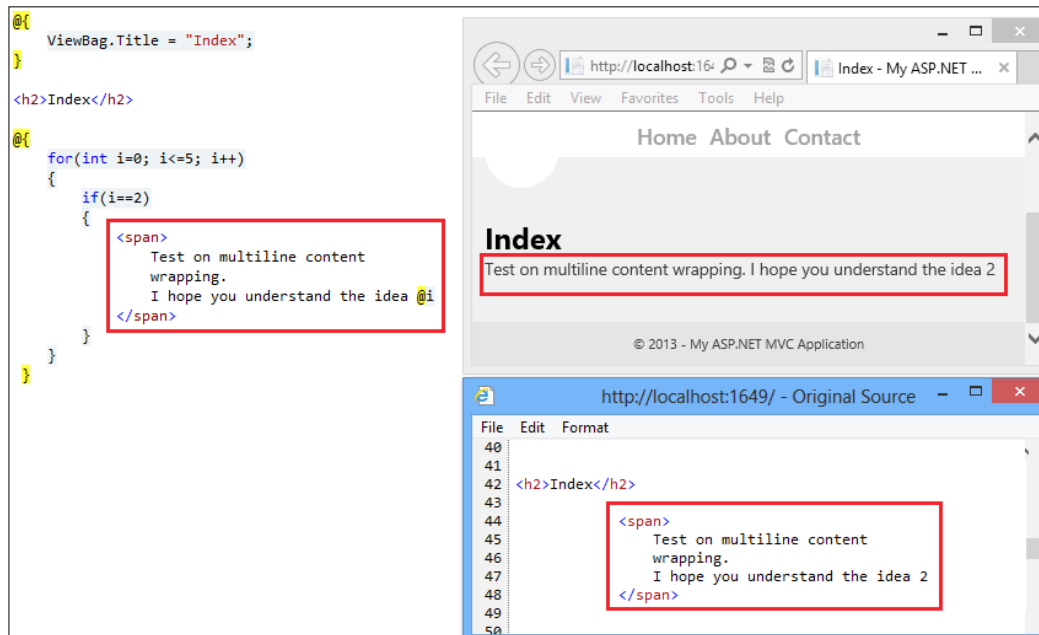 @{
ViewBag.Title = "Index";
}
<h2>Index</h2>
@{
for(int i=0; i<=5; i++)
{
if(i==2)
{
<span>
Test on multiline content
wrapping.
I hope you understand the idea @i
</span>
}
}
}
http://localhost:164
Index - My ASP.NET ...
File Edit View Favorites Tools Help
Home About Contact
Index
Test on multiline content wrapping. I hope you understand the idea 2
© 2013 - My ASP.NET MVC Application
http://localhost:1649/ - Original Source
File Edit Format
40
41
42 <h2>Index</h2>
43
44 <span>
45 Test on multiline content
46 wrapping.
47 I hope you understand the idea 2
48 </span>
49
50